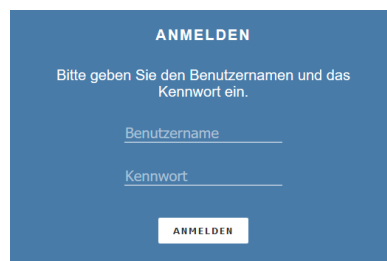 ANMELDEN
Bitte geben Sie den Benutzernamen und das
Kennwort ein.
Benutzername
Kennwort
ANMELDEN